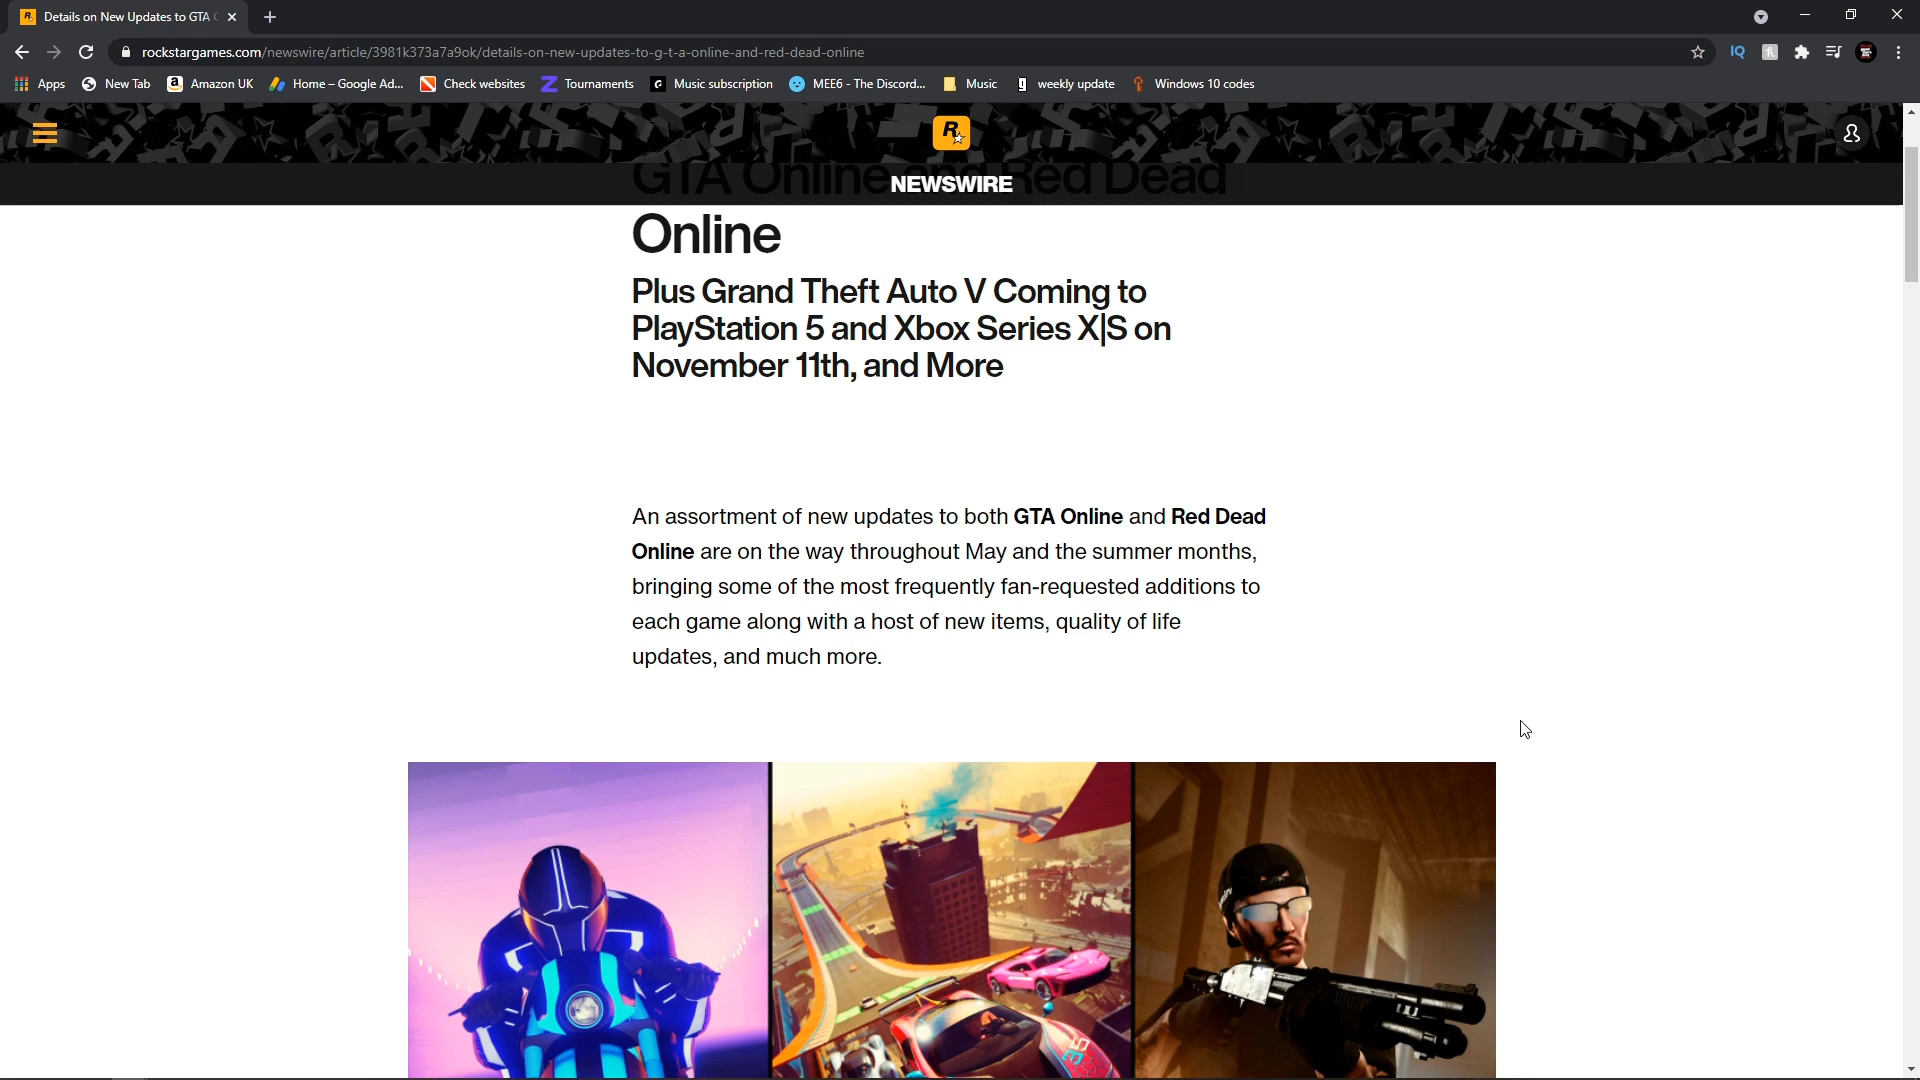 Details on New Updates to GTA
rockstargames.com/newswire/article/3981k373a7a9ok/details-on-new-updates-to-g-t-a-online-and-red-dead-online
IQ
Apps
New Tab
Amazon UK
Home – Google Ad...
Check websites
Tournaments
Music subscription
MEE6 - The Discord...
Music
weekly update
Windows 10 codes
R
GTA Online and Red Dead
NEWSWIRE
Online
Plus Grand Theft Auto V Coming to
PlayStation 5 and Xbox Series X|S on
November 11th, and More
An assortment of new updates to both GTA Online and Red Dead
Online are on the way throughout May and the summer months,
bringing some of the most frequently fan-requested additions to
each game along with a host of new items, quality of life
updates, and much more.